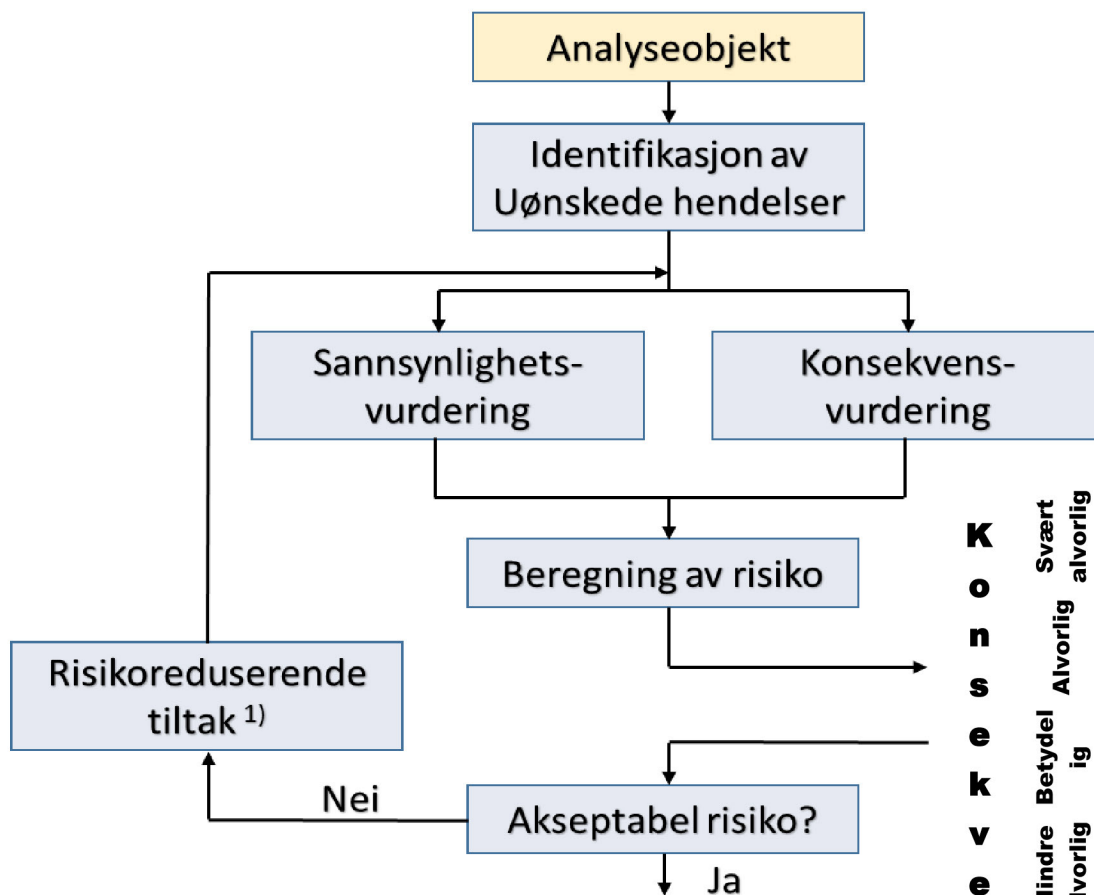 Analyseobjekt
Identifikasjon av
Uønskede hendelser
Sannsynlighets-
vurdering
Konsekvens-
vurdering
Beregning av risiko
Risikoreduserende
tiltak 1)
Nei
Akseptabel risiko?
Ja
K
o
n
s
e
k
v
e
Svært
alvorlig
Alvorlig
Betydel
ig